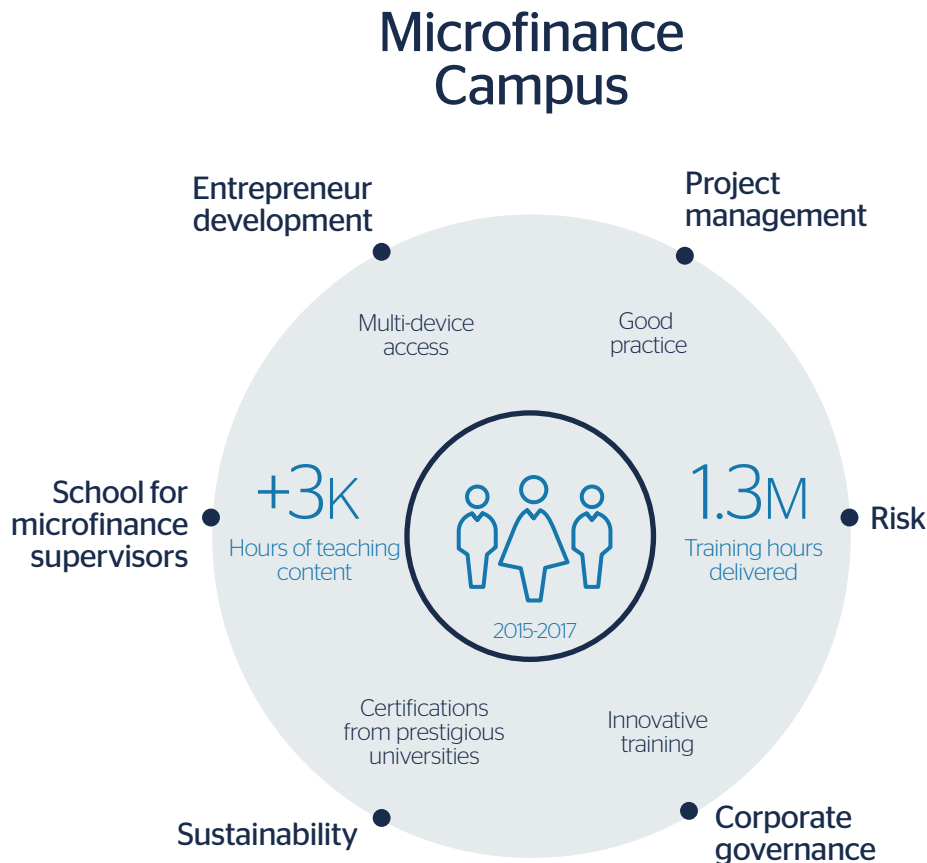 Microfinance
Campus
Entrepreneur
development
Project
management
Multi-device
access
Good
practice
School for
microfinance
supervisors
+3K
Hours of teaching
content
1.3M
Training hours
delivered
Risk
2015-2017
Certifications
from prestigious
universities
Innovative
training
Sustainability
Corporate
governance